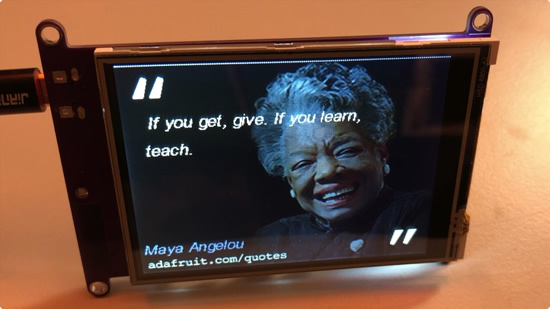 "
If you get, give. If you learn,
teach.
Maya Angelou
"
adafruit.com/quotes